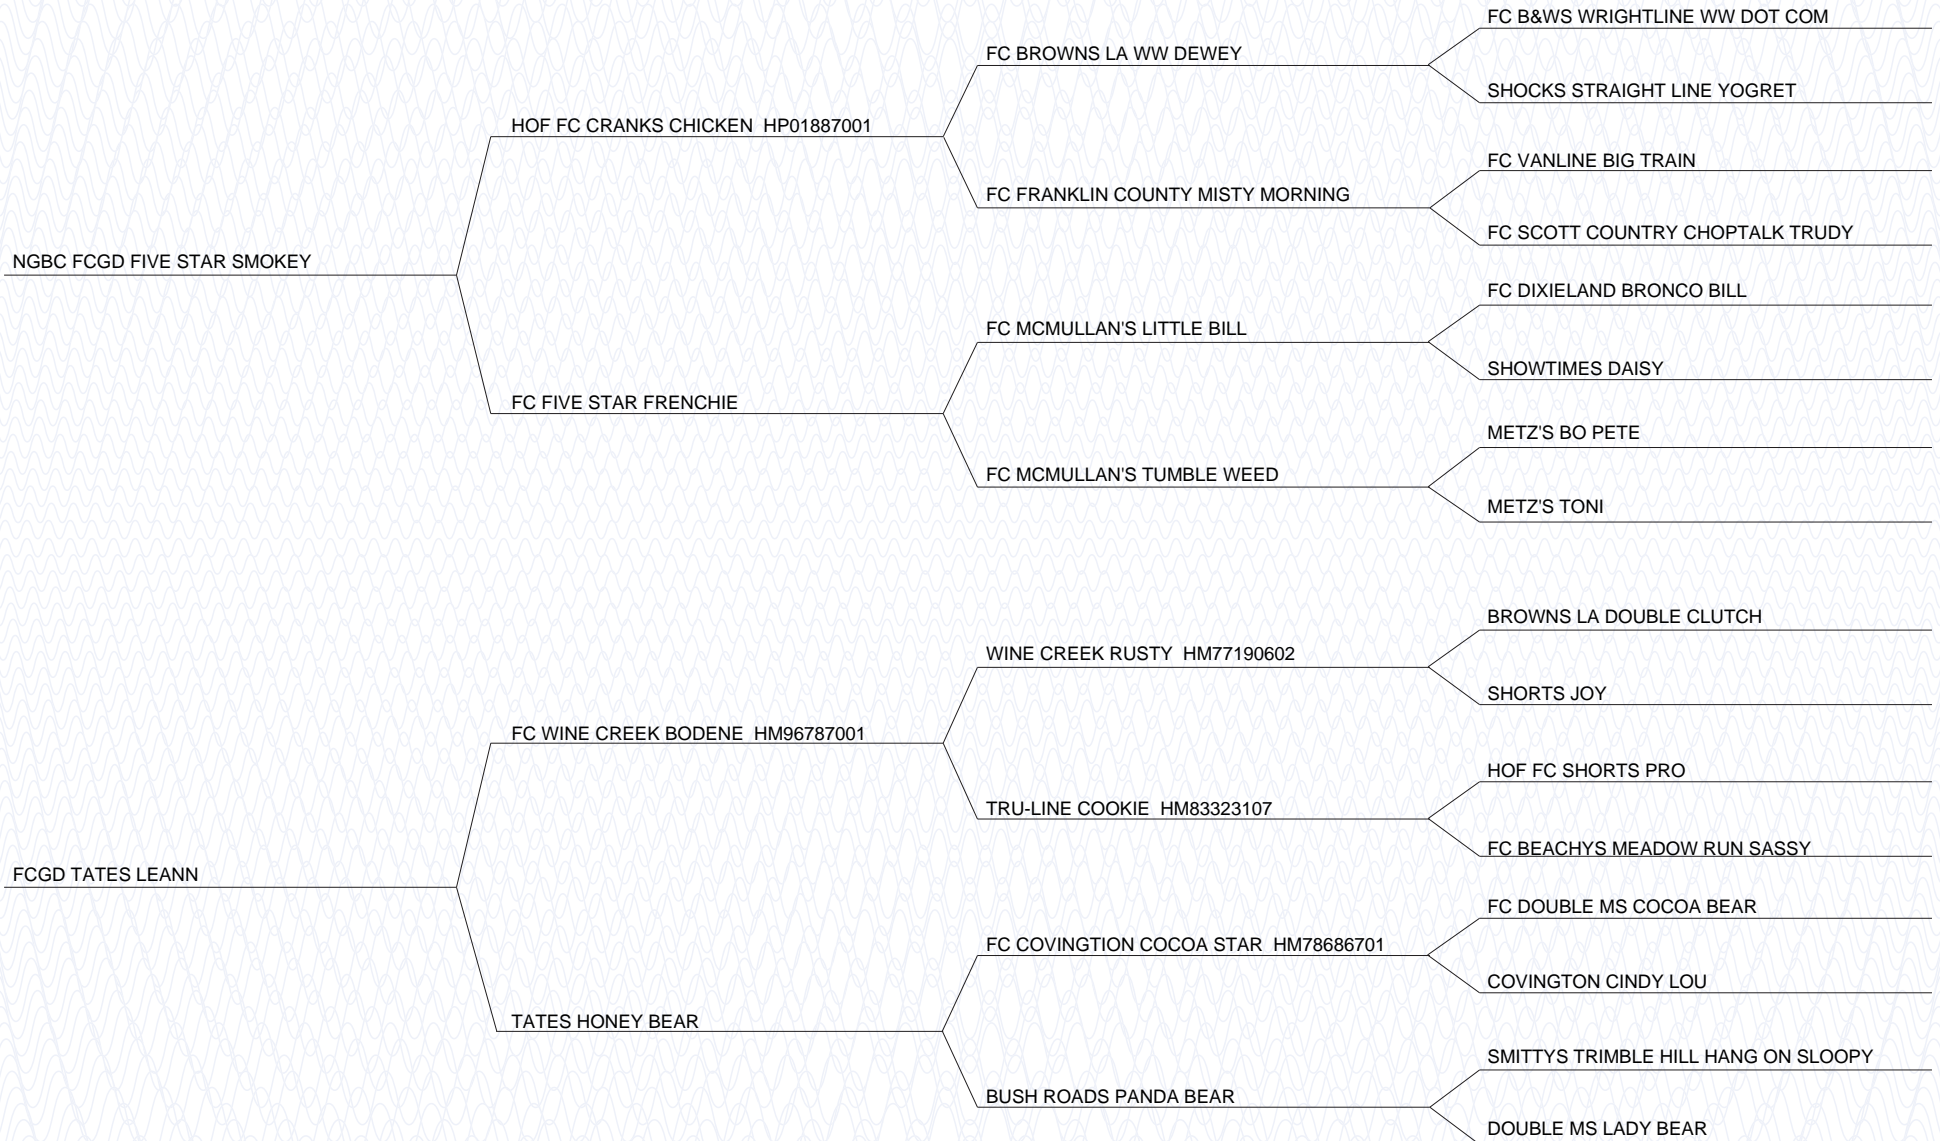 FC B&WS WRIGHTLINE WW DOT COM
FC BROWNS LA WW DEWEY
SHOCKS STRAIGHT LINE YOGRET
HOF FC CRANKS CHICKEN HP01887001
FC VANLINE BIG TRAIN
FC FRANKLIN COUNTY MISTY MORNING
FC SCOTT COUNTRY CHOPTALK TRUDY
NGBC FCGD FIVE STAR SMOKEY
FC DIXIELAND BRONCO BILL
FC MCMULLAN'S LITTLE BILL
SHOWTIMES DAISY
FC FIVE STAR FRENCHIE
METZ'S BO PETE
FC MCMULLAN'S TUMBLE WEED
METZ'S TONI
BROWNS LA DOUBLE CLUTCH
WINE CREEK RUSTY HM77190602
SHORTS JOY
FC WINE CREEK BODENE HM96787001
HOF FC SHORTS PRO
TRU-LINE COOKIE HM83323107
FC BEACHYS MEADOW RUN SASSY
FCGD TATES LEANN
FC DOUBLE MS COCOA BEAR
FC COVINGTION COCOA STAR HM78686701
COVINGTON CINDY LOU
TATES HONEY BEAR
SMITTYS TRIMBLE HILL HANG ON SLOOPY
BUSH ROADS PANDA BEAR
DOUBLE MS LADY BEAR